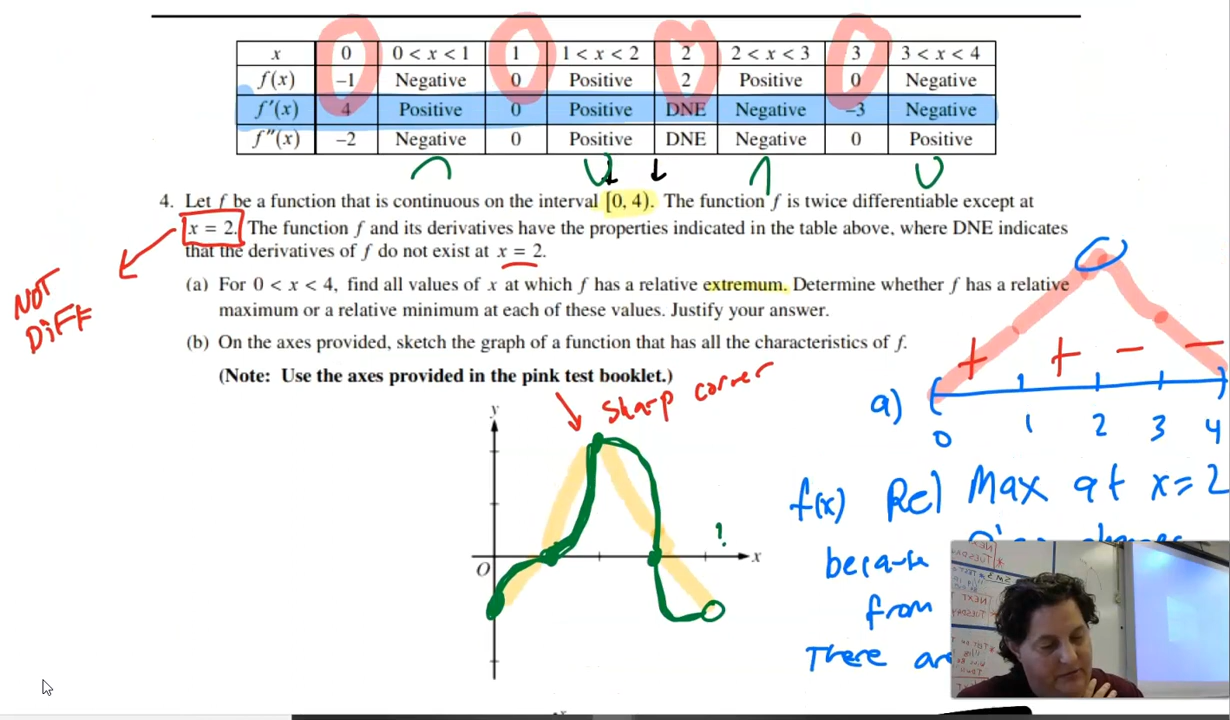 x 0 0 < x < 1 1 1 < x < 2 2 2 < x < 3 3 3 < x < 4
f(x) −1 Negative 0 Positive 2 Positive 0 Negative
f′(x) 4 Positive 0 Positive DNE Negative −3 Negative
f″(x) −2 Negative 0 Positive DNE Negative 0 Positive
4. Let f be a function that is continuous on the interval [0, 4). The function f is twice differentiable except at
x = 2. The function f and its derivatives have the properties indicated in the table above, where DNE indicates
that the derivatives of f do not exist at x = 2.
NOT
DIFF
(a) For 0 < x < 4, find all values of x at which f has a relative extremum. Determine whether f has a relative
maximum or a relative minimum at each of these values. Justify your answer.
(b) On the axes provided, sketch the graph of a function that has all the characteristics of f.
(Note: Use the axes provided in the pink test booklet.)
sharp corner
y
x
O
!
a)
+ + − −
0 1 2 3 4
f(x) Rel Max at x = 2
because
from
There are
NEXT
TUESDAY